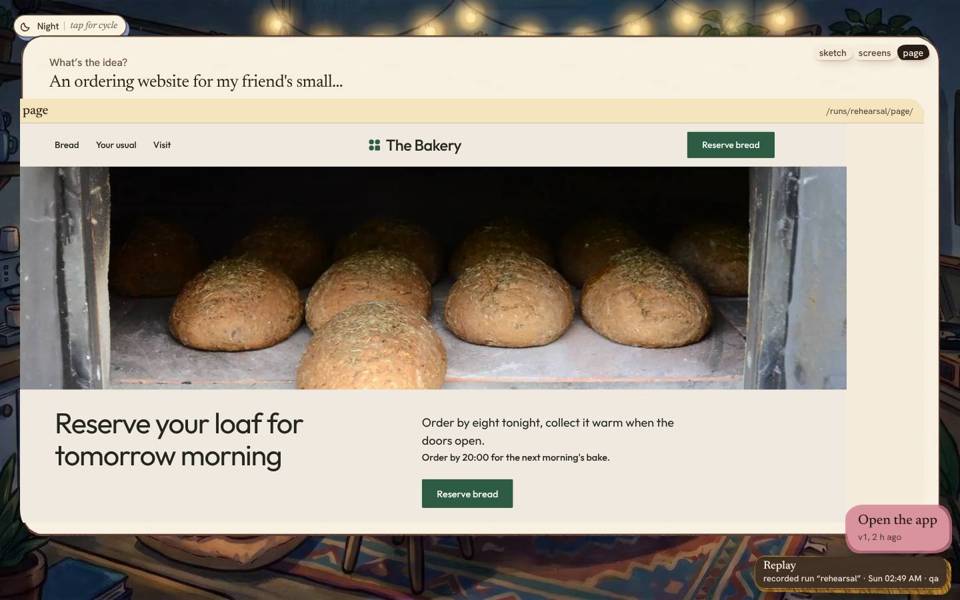 Night | tap for cycle
sketch screens page
What's the idea?
An ordering website for my friend's small...
page
/runs/rehearsal/page/
Bread Your usual Visit
The Bakery
Reserve bread
Reserve your loaf for
tomorrow morning
Order by eight tonight, collect it warm when the
doors open.
Order by 20:00 for the next morning's bake.
Reserve bread
Open the app
v1, 2 h ago
Replay
recorded run "rehearsal" · Sun 02:49 AM · qa